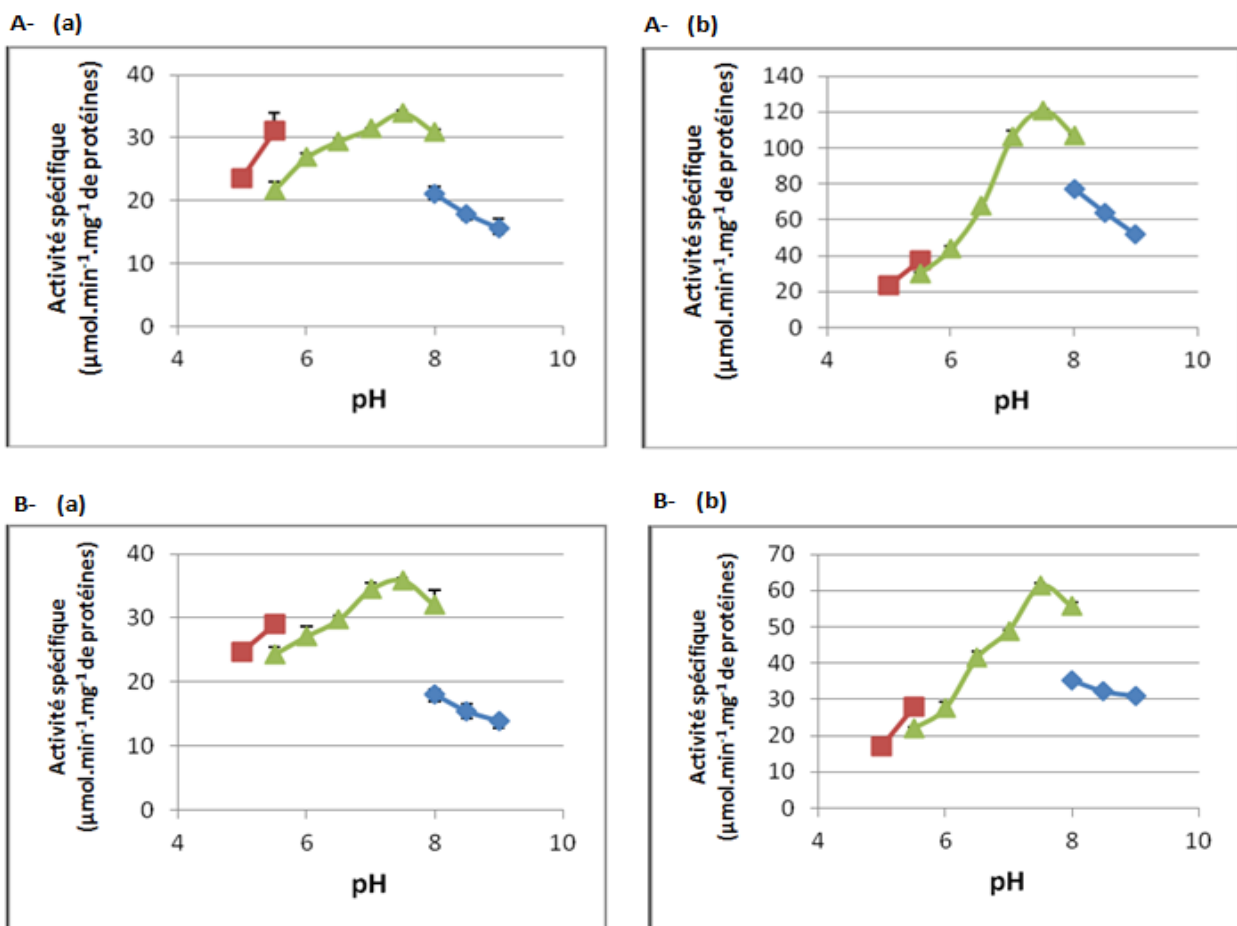 A- (a)
Activité spécifique
(µmol.min⁻¹.mg⁻¹ de protéines)
40
30
20
10
0
4 6 8 10
pH
A- (b)
Activité spécifique
(µmol.min⁻¹.mg⁻¹ de protéines)
140
120
100
80
60
40
20
0
4 6 8 10
pH
B- (a)
Activité spécifique
(µmol.min⁻¹.mg⁻¹ de protéines)
40
30
20
10
0
4 6 8 10
pH
B- (b)
Activité spécifique
(µmol.min⁻¹.mg⁻¹ de protéines)
70
60
50
40
30
20
10
0
4 6 8 10
pH